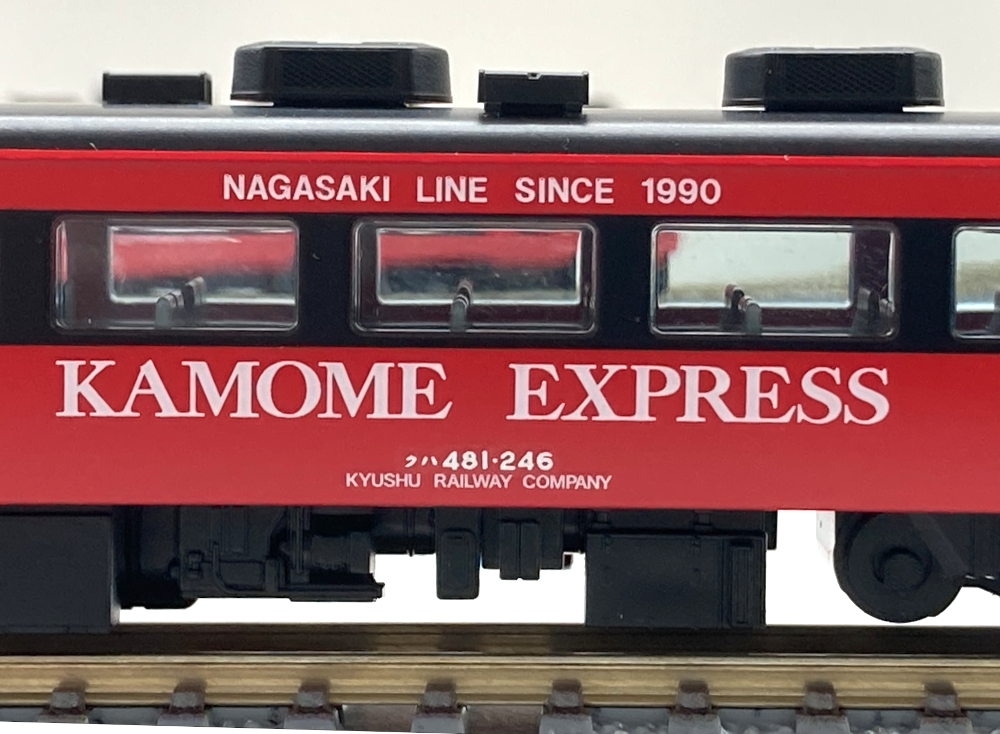 NAGASAKI LINE SINCE 1990
KAMOME EXPRESS
クハ481-246
KYUSHU RAILWAY COMPANY